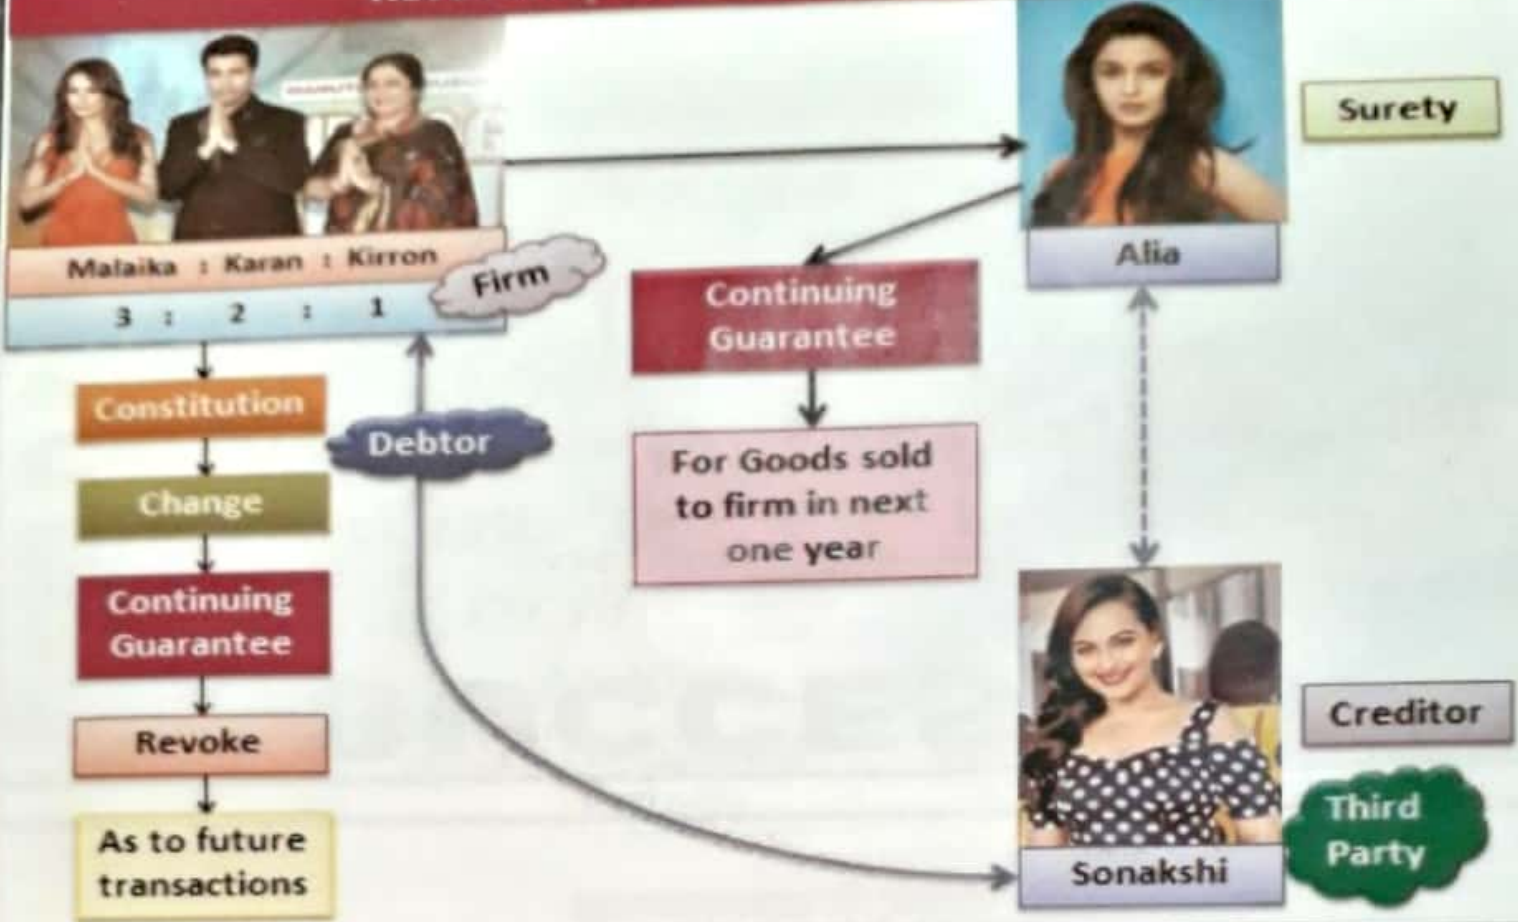 Surety
Malaika : Karan : Kirron
Firm
3 : 2 : 1
Alia
Continuing
Guarantee
Constitution
Debtor
For Goods sold
to firm in next
one year
Change
Continuing
Guarantee
Revoke
Creditor
As to future
transactions
Third
Party
Sonakshi